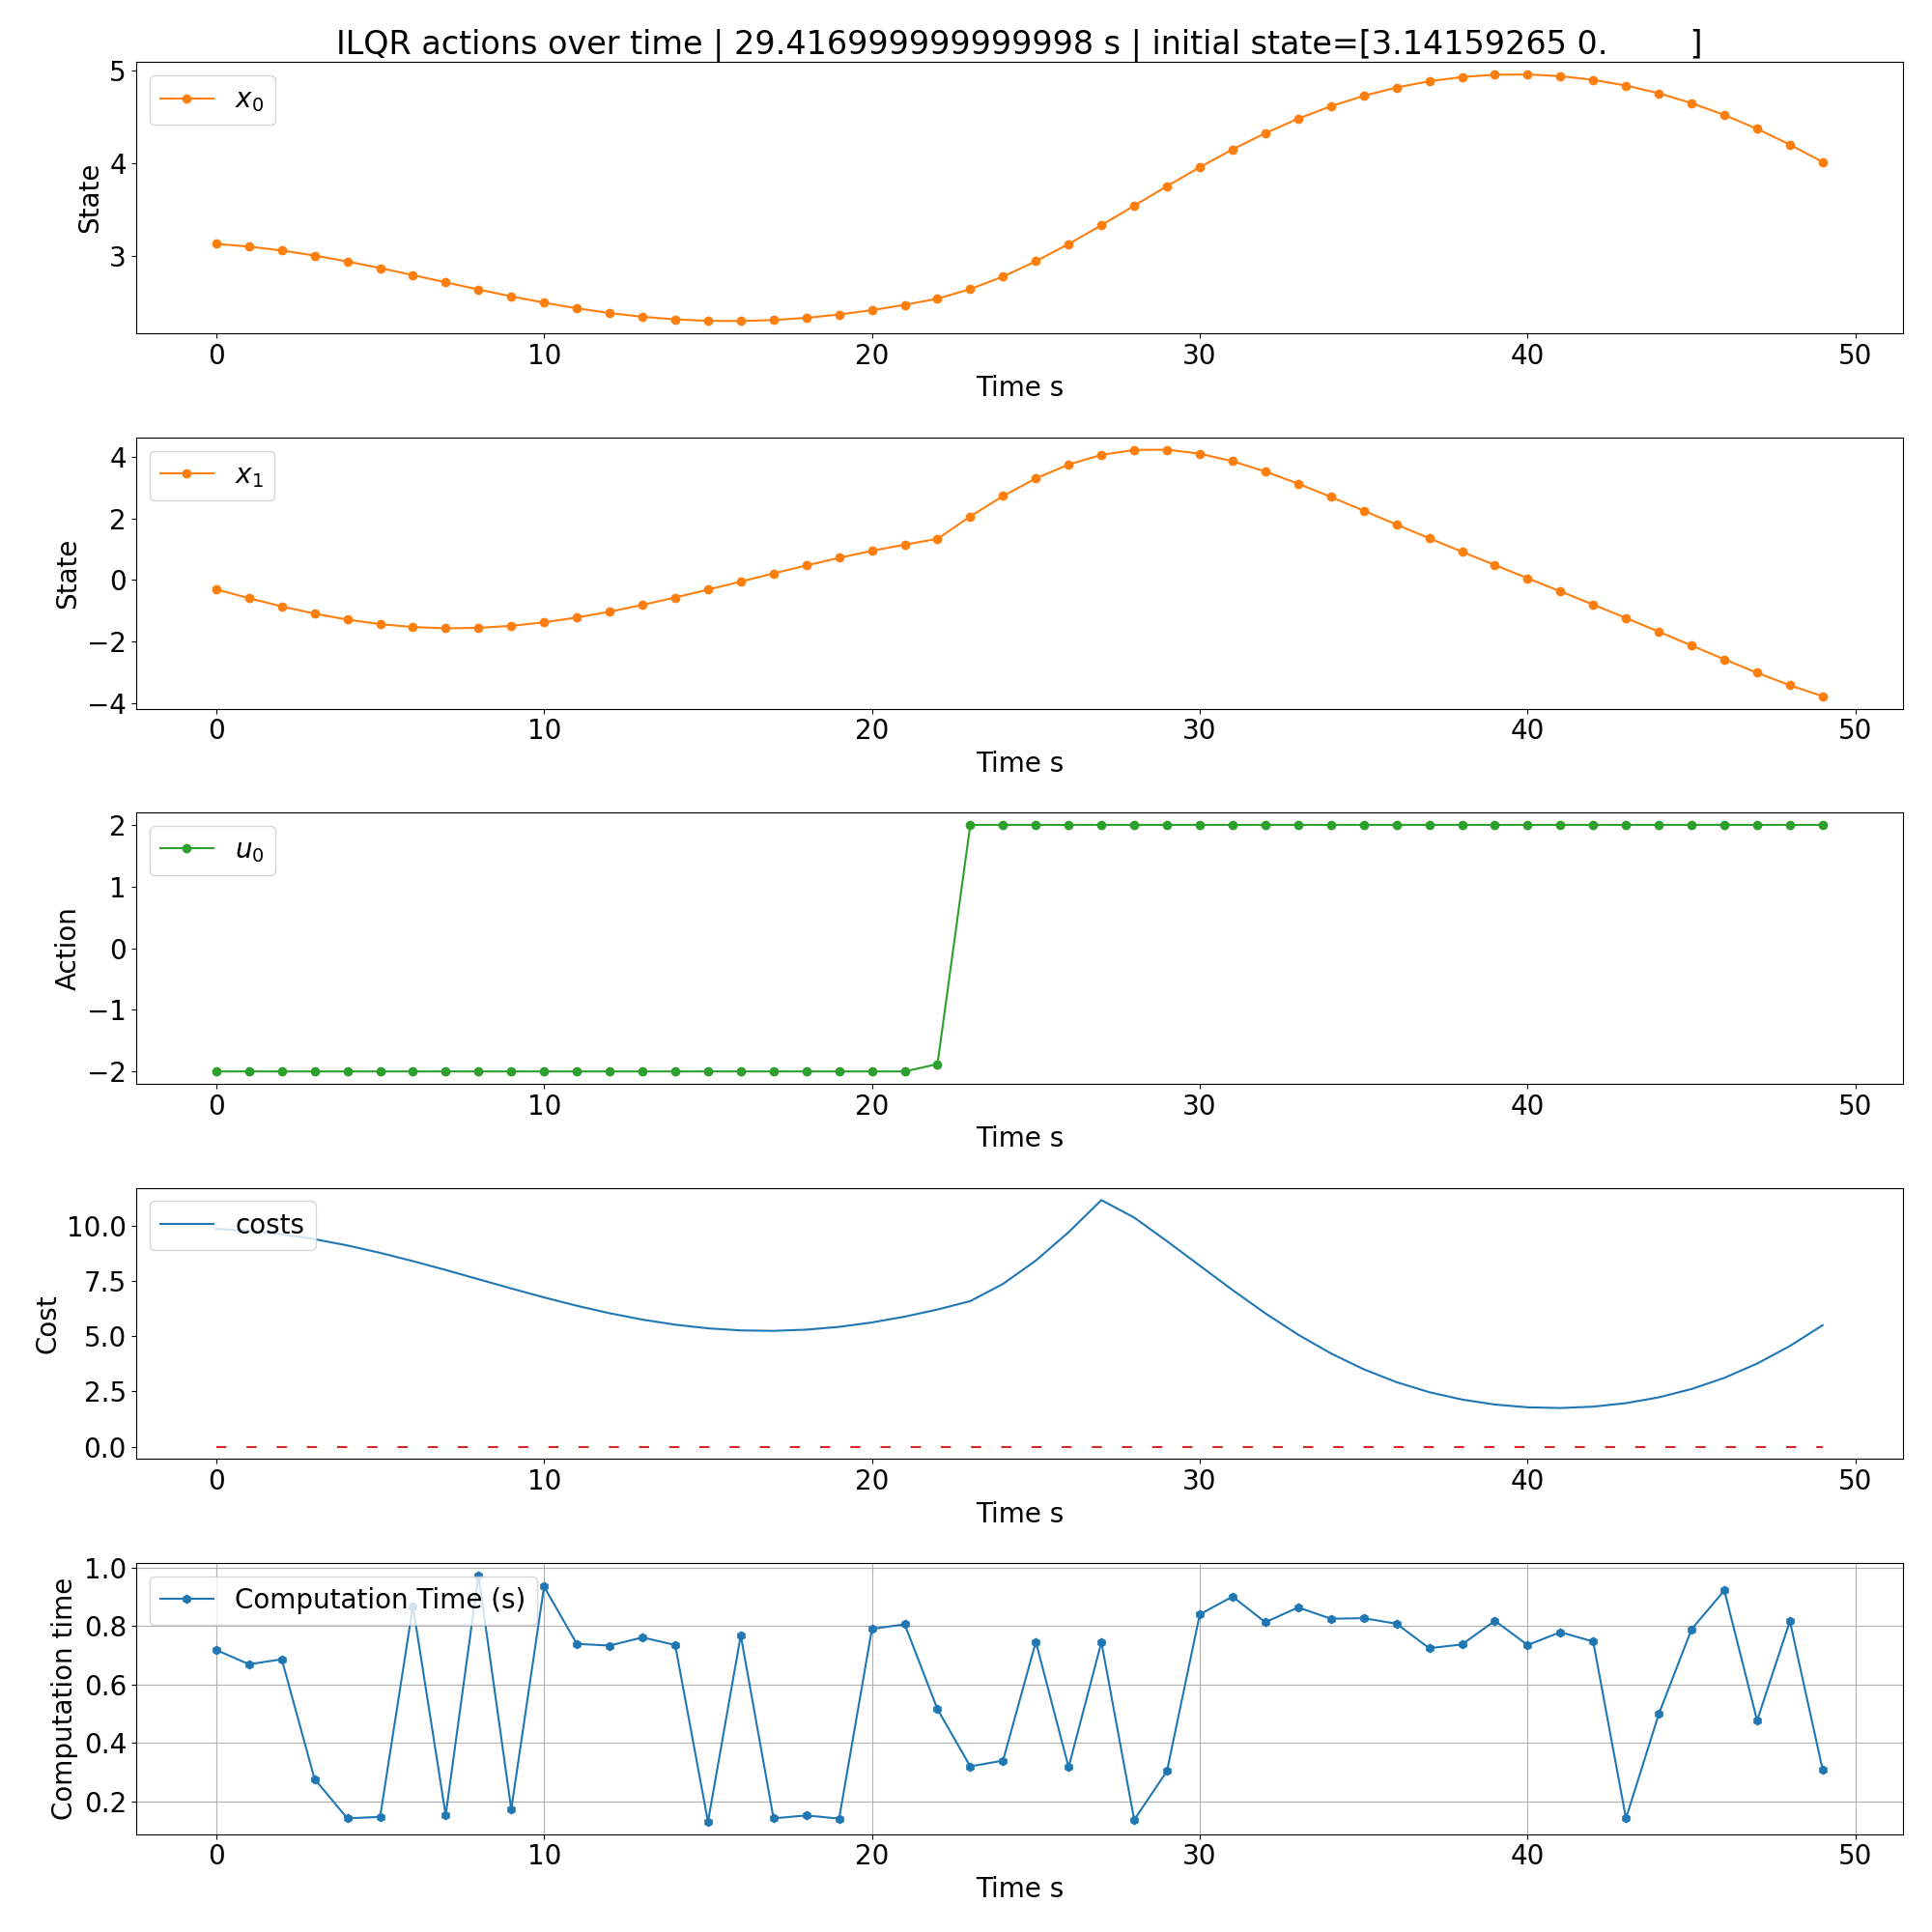 ILQR actions over time | 29.416999999999998 s | initial state=[3.14159265 0.         ]
5
4
3
State
x₀
0 10 20 30 40 50
Time s
4
2
0
−2
−4
State
x₁
0 10 20 30 40 50
Time s
2
1
0
−1
−2
Action
u₀
0 10 20 30 40 50
Time s
10.0
7.5
5.0
2.5
0.0
Cost
costs
0 10 20 30 40 50
Time s
1.0
0.8
0.6
0.4
0.2
Computation time
Computation Time (s)
0 10 20 30 40 50
Time s